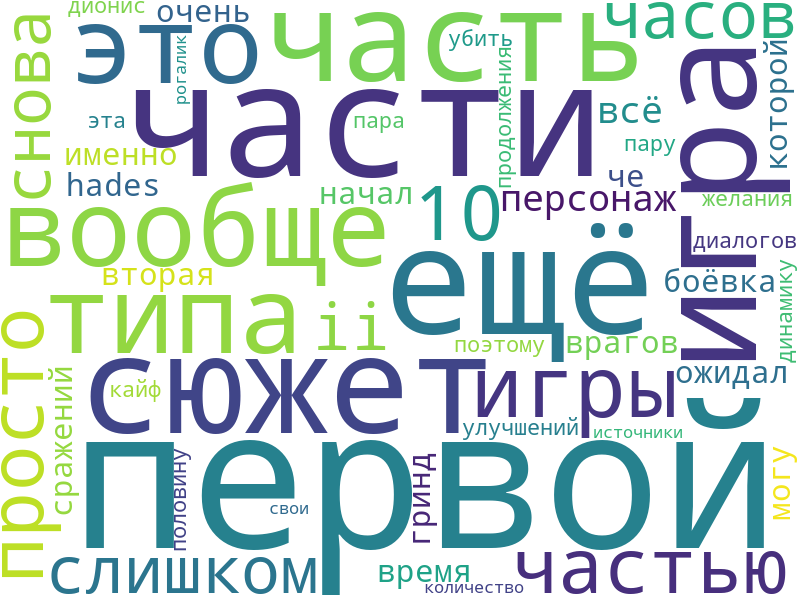 дионис
очень
часов
снова
это
часть
убить
рогалик
которой
части
игра
продолжения
всё
эта
пара
пару
именно
че
hades
начал
10
персонаж
желания
вообще
ещё
диалогов
вторая
боёвка
динамику
типа
ii
поэтому
врагов
просто
сюжет
игры
ожидал
сражений
кайф
улучшений
источники
первой
половину
гринд
могу
свои
слишком
время
частью
количество